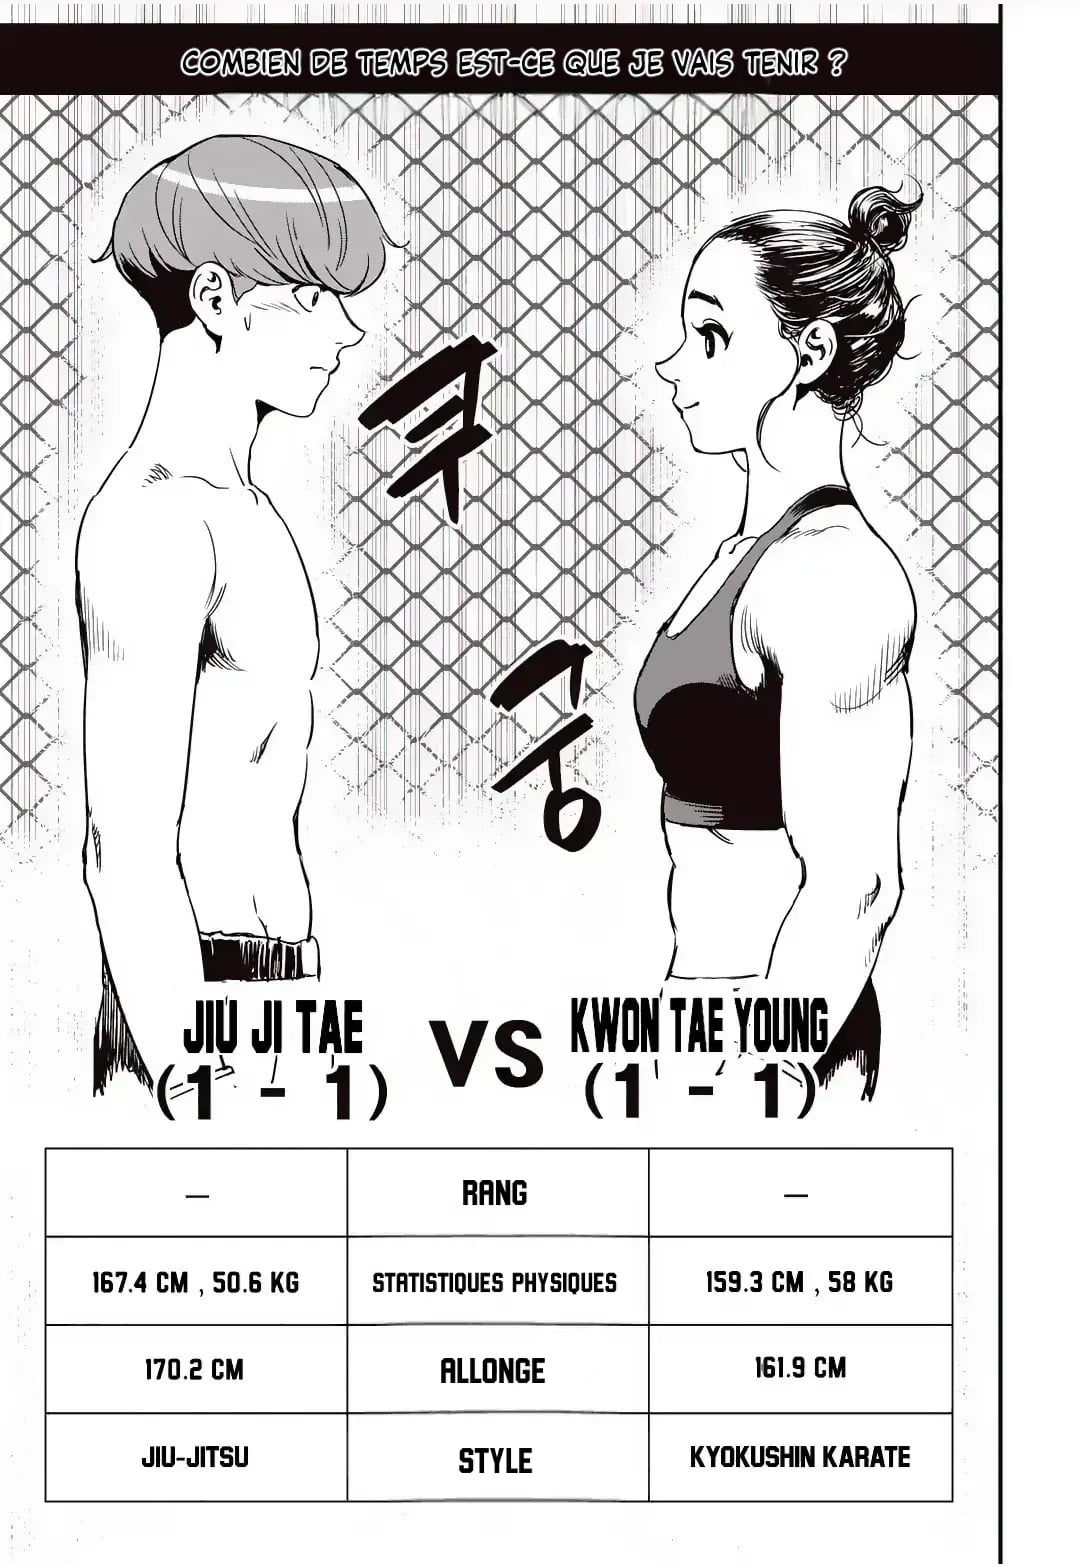 COMBIEN DE TEMPS EST-CE QUE JE VAIS TENIR ?
쿠
궁
JIU JI TAE
(1 - 1)
VS
KWON TAE YOUNG
(1 - 1)
— RANG —
167.4 CM , 50.6 KG STATISTIQUES PHYSIQUES 159.3 CM , 58 KG
170.2 CM ALLONGE 161.9 CM
JIU-JITSU STYLE KYOKUSHIN KARATE